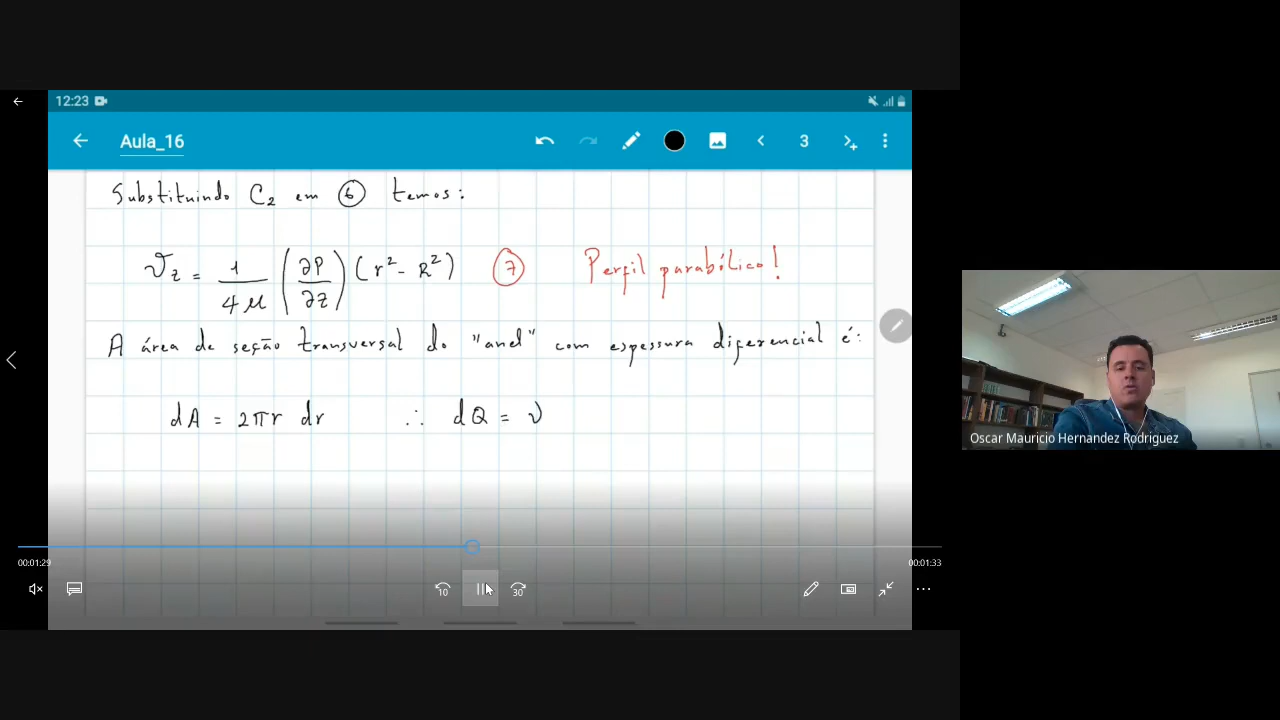 12:23
Aula_16
3
Substituindo C₂ em ⑥ temos:
𝒱z = 1/4μ (∂P/∂z) (r² - R²) ⑦ Perfil parabólico!
A área de seção transversal do "anel" com espessura diferencial é:
dA = 2πr dr ∴ dQ = 𝒱
Oscar Mauricio Hernandez Rodriguez
00:01:29
00:01:33
10
30